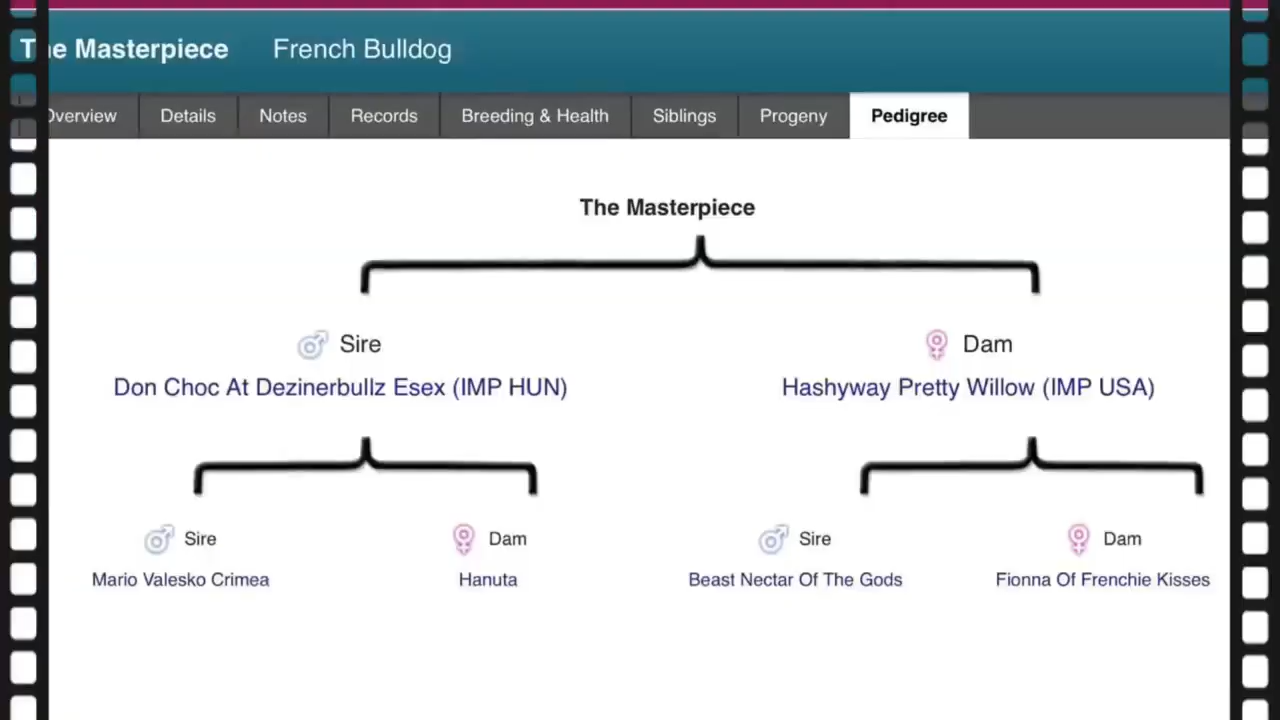 The Masterpiece French Bulldog
Overview Details Notes Records Breeding & Health Siblings Progeny Pedigree
The Masterpiece
Sire Dam
Don Choc At Dezinerbullz Esex (IMP HUN) Hashyway Pretty Willow (IMP USA)
Sire Dam Sire Dam
Mario Valesko Crimea Hanuta Beast Nectar Of The Gods Fionna Of Frenchie Kisses